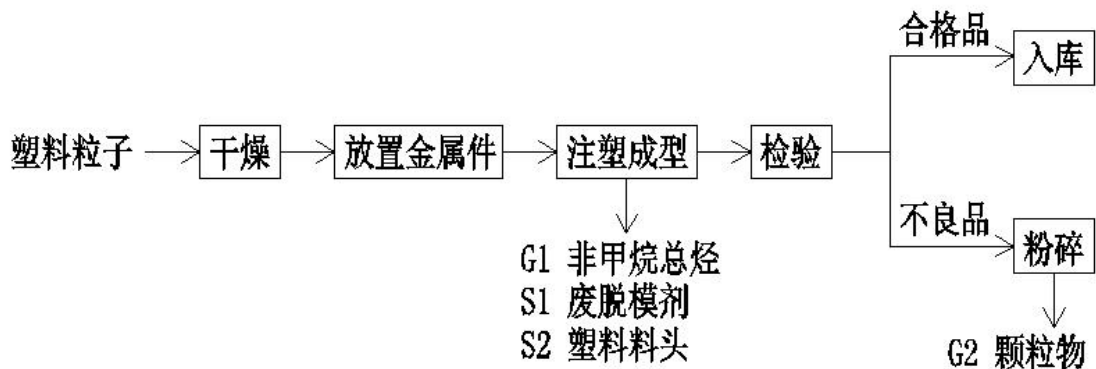 合格品
入库
塑料粒子
干燥
放置金属件
注塑成型
检验
不良品
粉碎
G1 非甲烷总烃
S1 废脱模剂
S2 塑料料头
G2 颗粒物